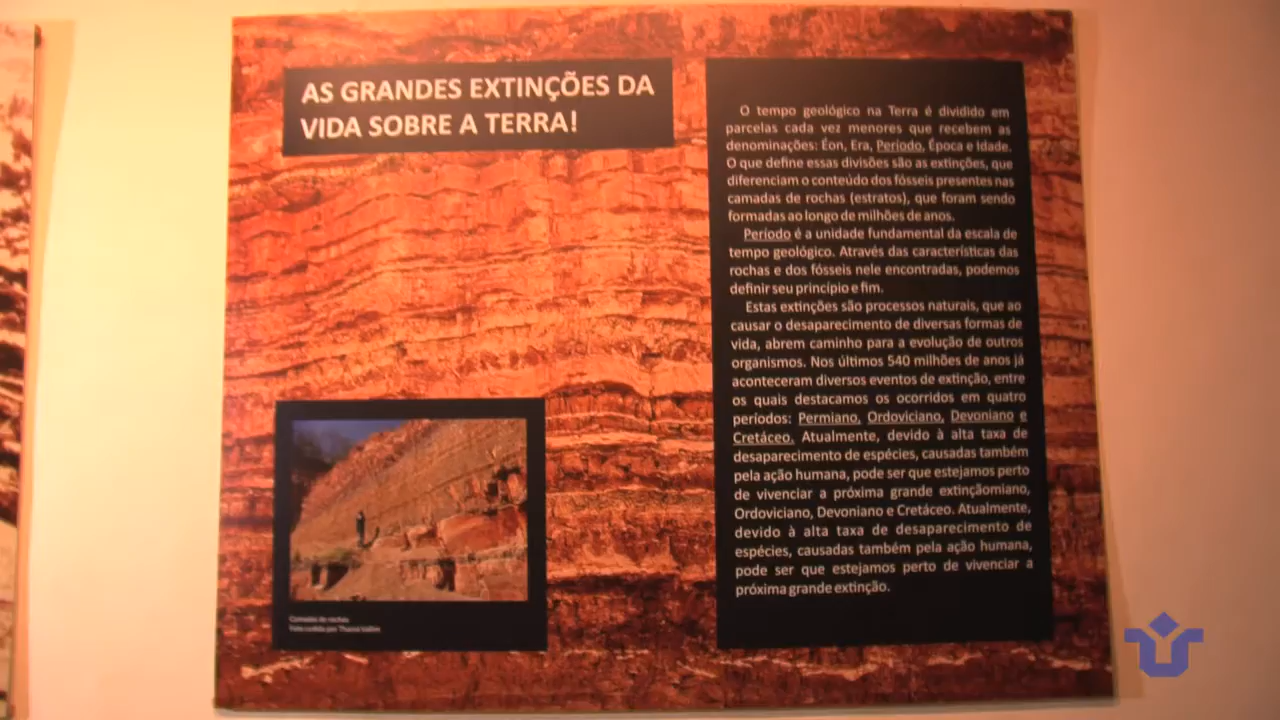 AS GRANDES EXTINÇÕES DA
VIDA SOBRE A TERRA!
O tempo geológico na Terra é dividido em
parcelas cada vez menores que recebem as
denominações: Éon, Era, Período, Época e Idade.
O que define essas divisões são as extinções, que
diferenciam o conteúdo dos fósseis presentes nas
camadas de rochas (estratos), que foram sendo
formadas ao longo de milhões de anos.
Período é a unidade fundamental da escala de
tempo geológico. Através das características das
rochas e dos fósseis nele encontradas, podemos
definir seu princípio e fim.
Estas extinções são processos naturais, que ao
causar o desaparecimento de diversas formas de
vida, abrem caminho para a evolução de outros
organismos. Nos últimos 540 milhões de anos já
aconteceram diversos eventos de extinção, entre
os quais destacamos os ocorridos em quatro
períodos: Permiano, Ordoviciano, Devoniano e
Cretáceo. Atualmente, devido à alta taxa de
desaparecimento de espécies, causadas também
pela ação humana, pode ser que estejamos perto
de vivenciar a próxima grande extinçãomiano,
Ordoviciano, Devoniano e Cretáceo. Atualmente,
devido à alta taxa de desaparecimento de
espécies, causadas também pela ação humana,
pode ser que estejamos perto de vivenciar a
próxima grande extinção.
Camadas de rochas
Foto cedida por